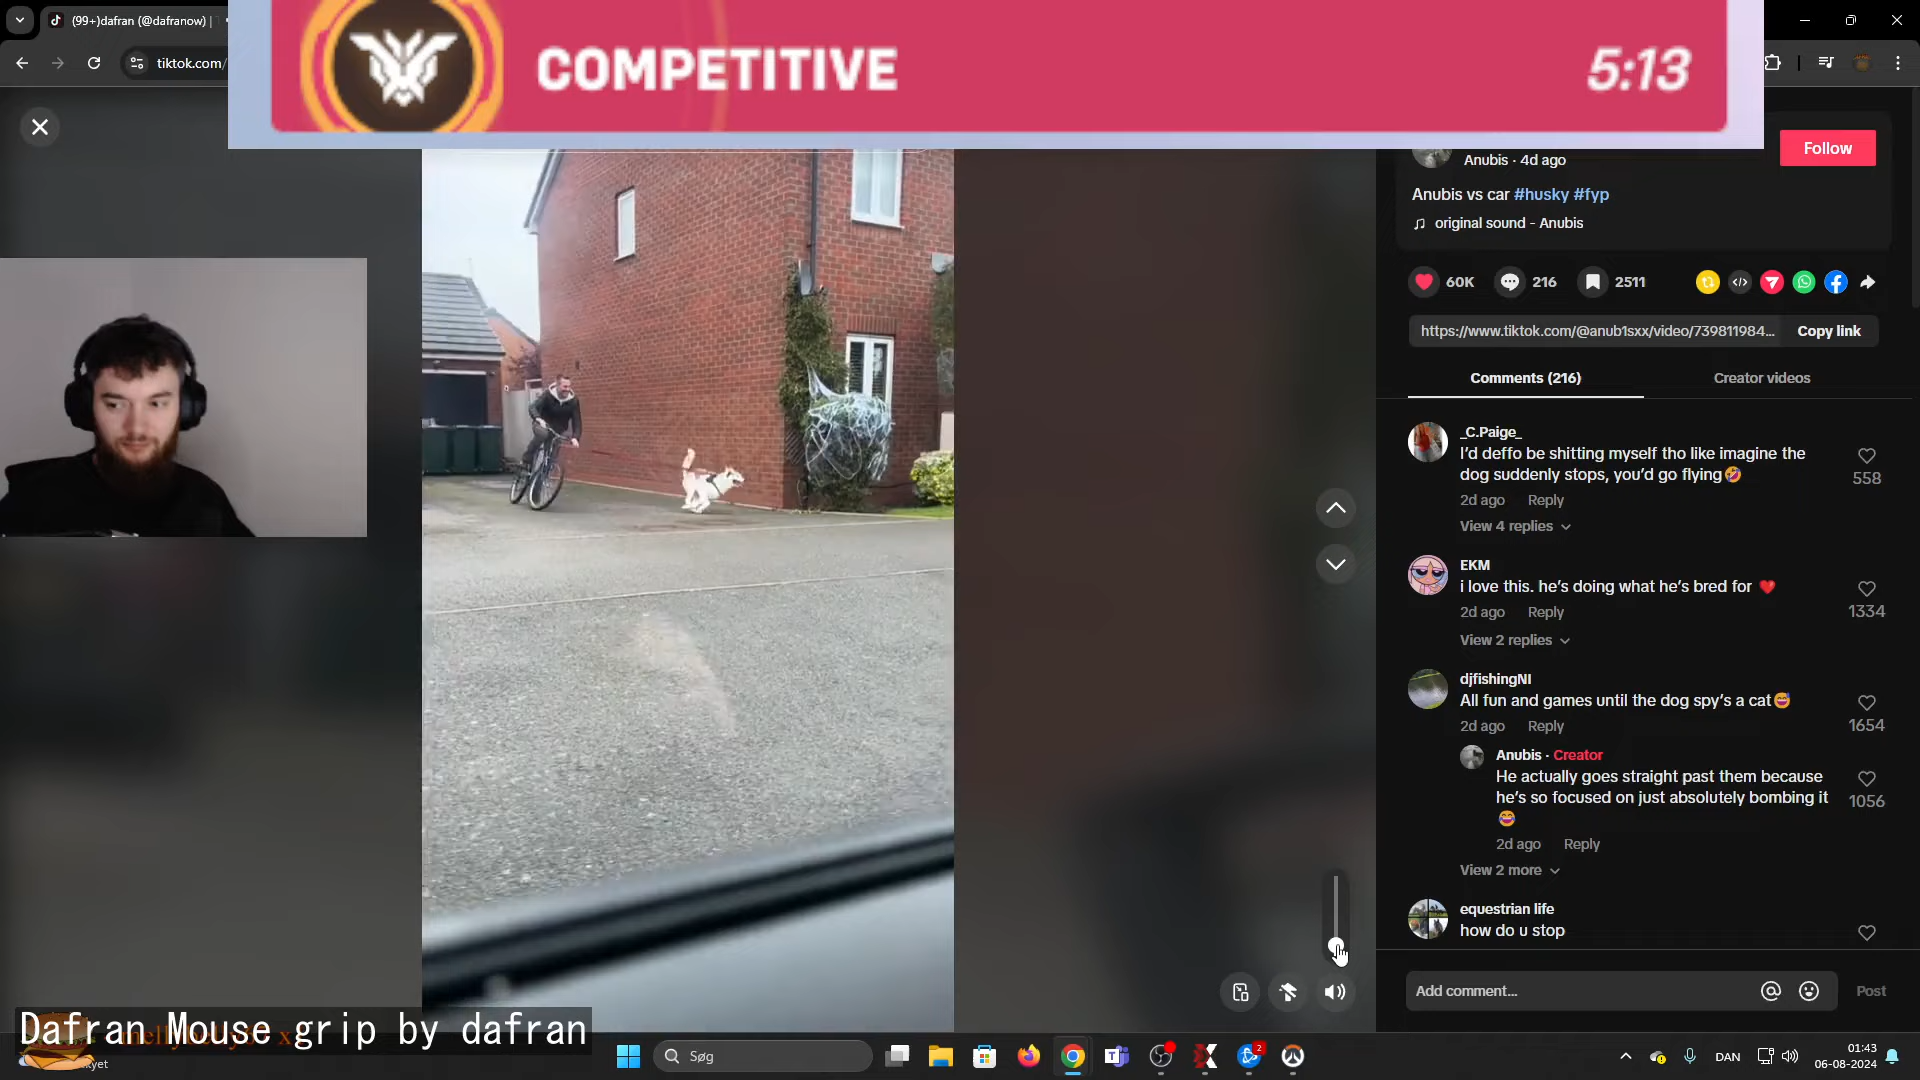 (99+)dafran (@dafranow) |
tiktok.com/
COMPETITIVE
5:13
Anubis · 4d ago
Follow
Anubis vs car #husky #fyp
original sound - Anubis
60K
216
2511
https://www.tiktok.com/@anub1sxx/video/739811984...
Copy link
Comments (216)
Creator videos
_C.Paige_
I'd deffo be shitting myself tho like imagine the
dog suddenly stops, you'd go flying🤣
558
2d ago Reply
View 4 replies
EKM
i love this. he's doing what he's bred for ❤️
1334
2d ago Reply
View 2 replies
djfishingNI
All fun and games until the dog spy's a cat😅
1654
2d ago Reply
Anubis · Creator
He actually goes straight past them because
he's so focused on just absolutely bombing it
😂
1056
2d ago Reply
View 2 more
equestrian life
how do u stop
Add comment...
Post
Dafran Mouse grip by dafran
Søg
2
DAN
01:43
06-08-2024